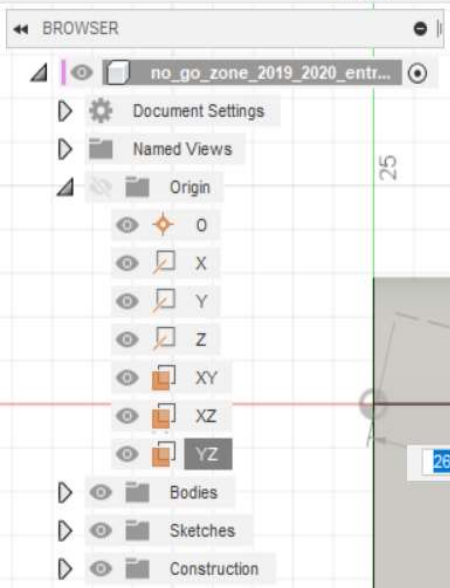 BROWSER
no_go_zone_2019_2020_entr...
Document Settings
Named Views
25
Origin
O
X
Y
Z
XY
XZ
YZ
26
Bodies
Sketches
Construction